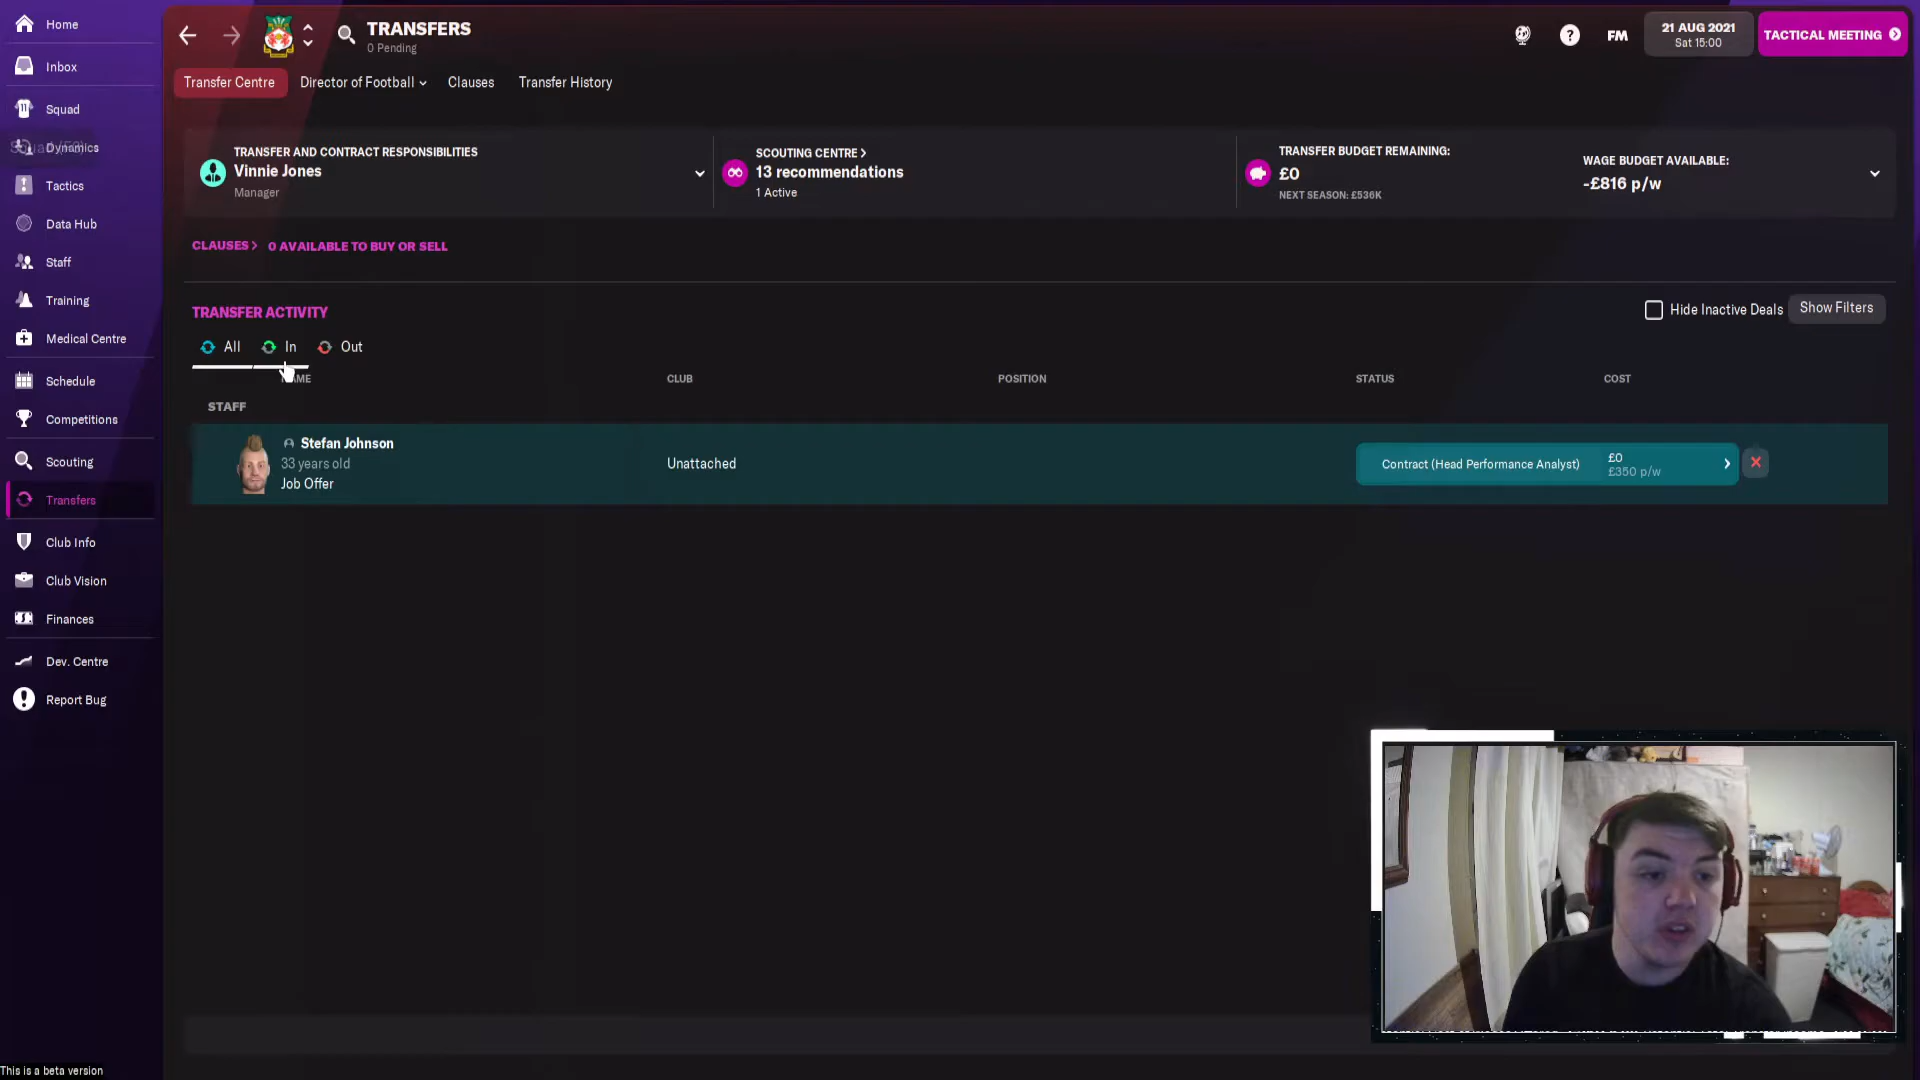 Home
Inbox
Squad
Dynamics
Tactics
Data Hub
Staff
Training
Medical Centre
Schedule
Competitions
Scouting
Transfers
Club Info
Club Vision
Finances
Dev. Centre
Report Bug
This is a beta version
TRANSFERS
0 Pending
FM
21 AUG 2021
Sat 15:00
TACTICAL MEETING
Transfer Centre
Director of Football
Clauses
Transfer History
TRANSFER AND CONTRACT RESPONSIBILITIES
Vinnie Jones
Manager
SCOUTING CENTRE >
13 recommendations
1 Active
TRANSFER BUDGET REMAINING:
£0
NEXT SEASON: £536K
WAGE BUDGET AVAILABLE:
-£816 p/w
CLAUSES > 0 AVAILABLE TO BUY OR SELL
TRANSFER ACTIVITY
Hide Inactive Deals
Show Filters
All
In
Out
CLUB
POSITION
STATUS
COST
STAFF
Stefan Johnson
33 years old
Job Offer
Unattached
Contract (Head Performance Analyst)
£0
£350 p/w